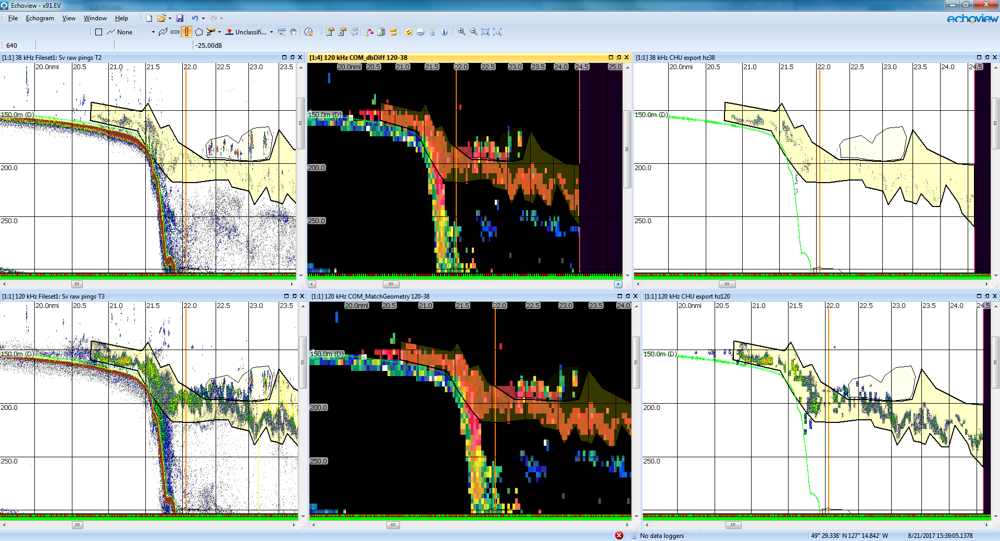 Echoview - x91.EV
File Echogram View Window Help
echoview
None Unclassifi...
640 -25.00dB
[1:1] 38 kHz Fileset1: Sv raw pings T2
20.0nmi 20.5 21.0 21.5 22.0 22.5 23.0 23.5
150.0m (D)
200.0
250.0
[1:4] 120 kHz COM_dbDiff 120-38
20.0nmi 20.5 21.0 21.5 22.0 22.5 23.0 23.5 24.0 24.5 25.0
150.0m (D)
200.0
250.0
[1:1] 38 kHz CHU export hz38
20.0nmi 20.5 21.0 21.5 22.0 22.5 23.0 23.5 24.0 24.5
150.0m (D)
200.0
250.0
[1:1] 120 kHz Fileset1: Sv raw pings T3
20.0nmi 20.5 21.0 21.5 22.0 22.5 23.0 23.5
150.0m (D)
200.0
250.0
[1:1] 120 kHz COM_MatchGeometry 120-38
20.0nmi 20.5 21.0 21.5 22.0 22.5 23.0 23.5 24.0
150.0m (D)
200.0
250.0
[1:1] 120 kHz CHU export hz120
20.0nmi 20.5 21.0 21.5 22.0 22.5 23.0 23.5 24.0 24.5
150.0m (D)
200.0
250.0
No data loggers 49° 29.338' N 127° 14.842' W 8/21/2017 15:39:05.1378